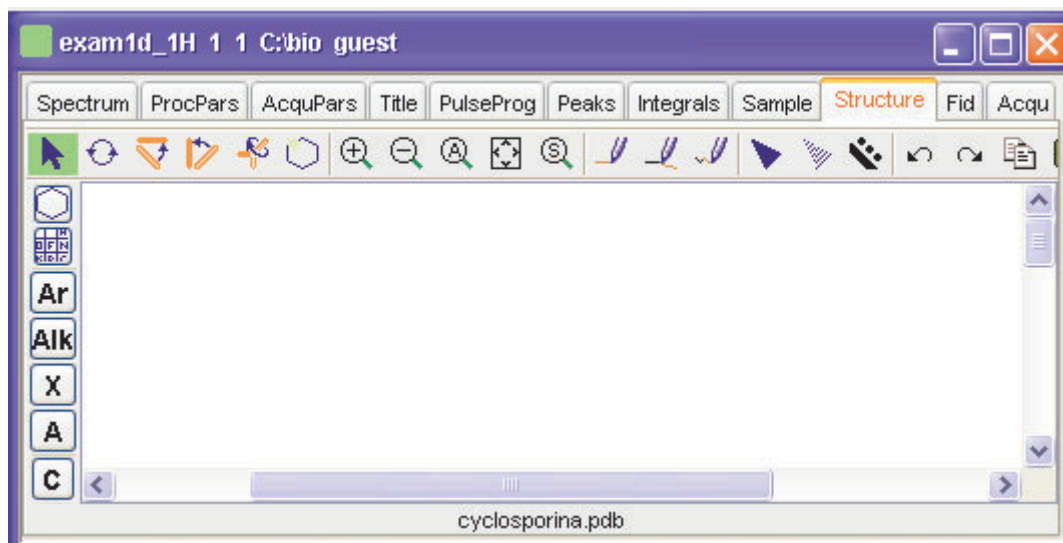 exam1d_1H 1 1 C:\bio guest
Spectrum ProcPars AcquPars Title PulseProg Peaks Integrals Sample Structure Fid Acqu
A S
Ar
Alk
X
A
C
cyclosporina.pdb